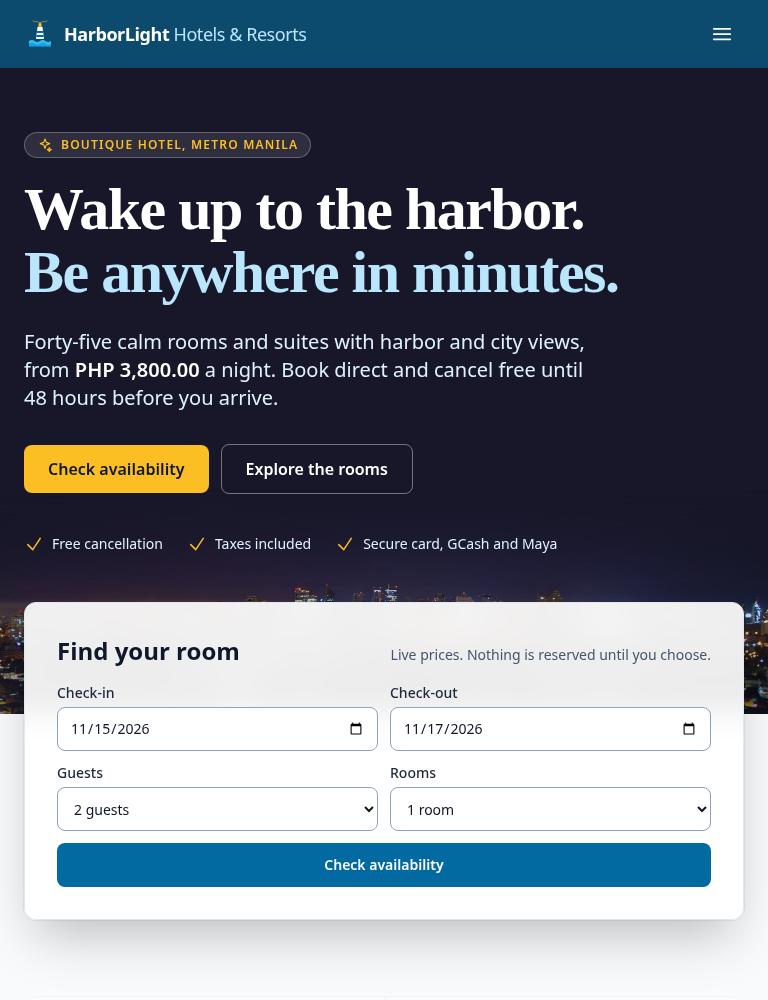 HarborLight Hotels & Resorts
BOUTIQUE HOTEL, METRO MANILA
Wake up to the harbor.
Be anywhere in minutes.
Forty-five calm rooms and suites with harbor and city views,
from PHP 3,800.00 a night. Book direct and cancel free until
48 hours before you arrive.
Check availability
Explore the rooms
Free cancellation
Taxes included
Secure card, GCash and Maya
Find your room
Live prices. Nothing is reserved until you choose.
Check-in
Check-out
11/15/2026
11/17/2026
Guests
Rooms
2 guests
1 room
Check availability